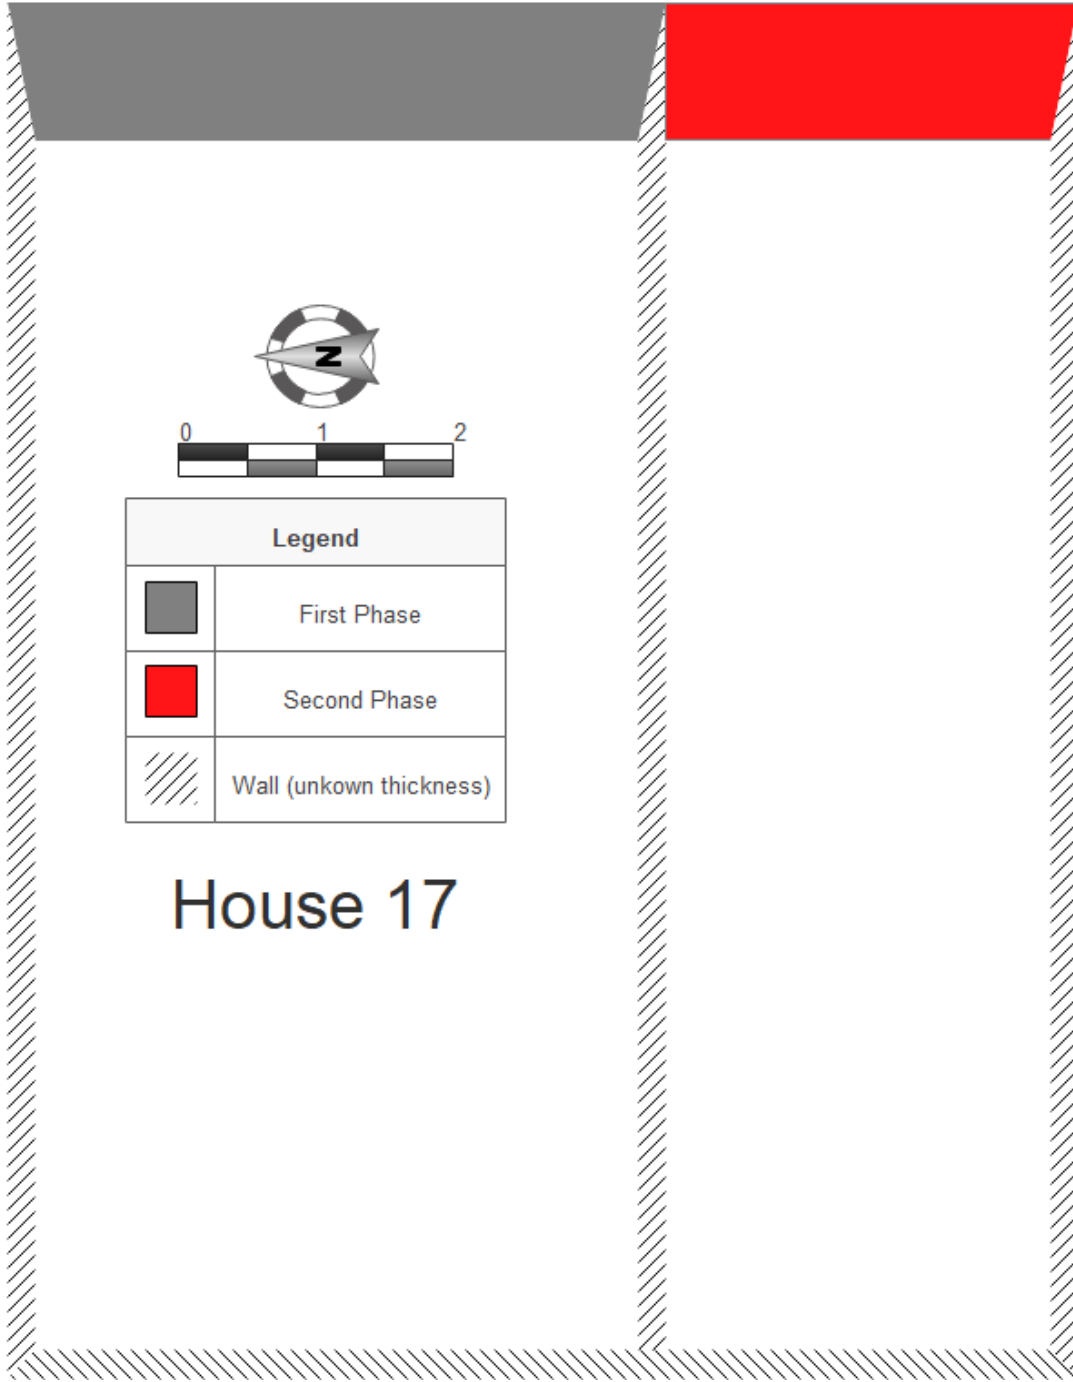 N
0 1 2
Legend
First Phase
Second Phase
Wall (unkown thickness)
House 17